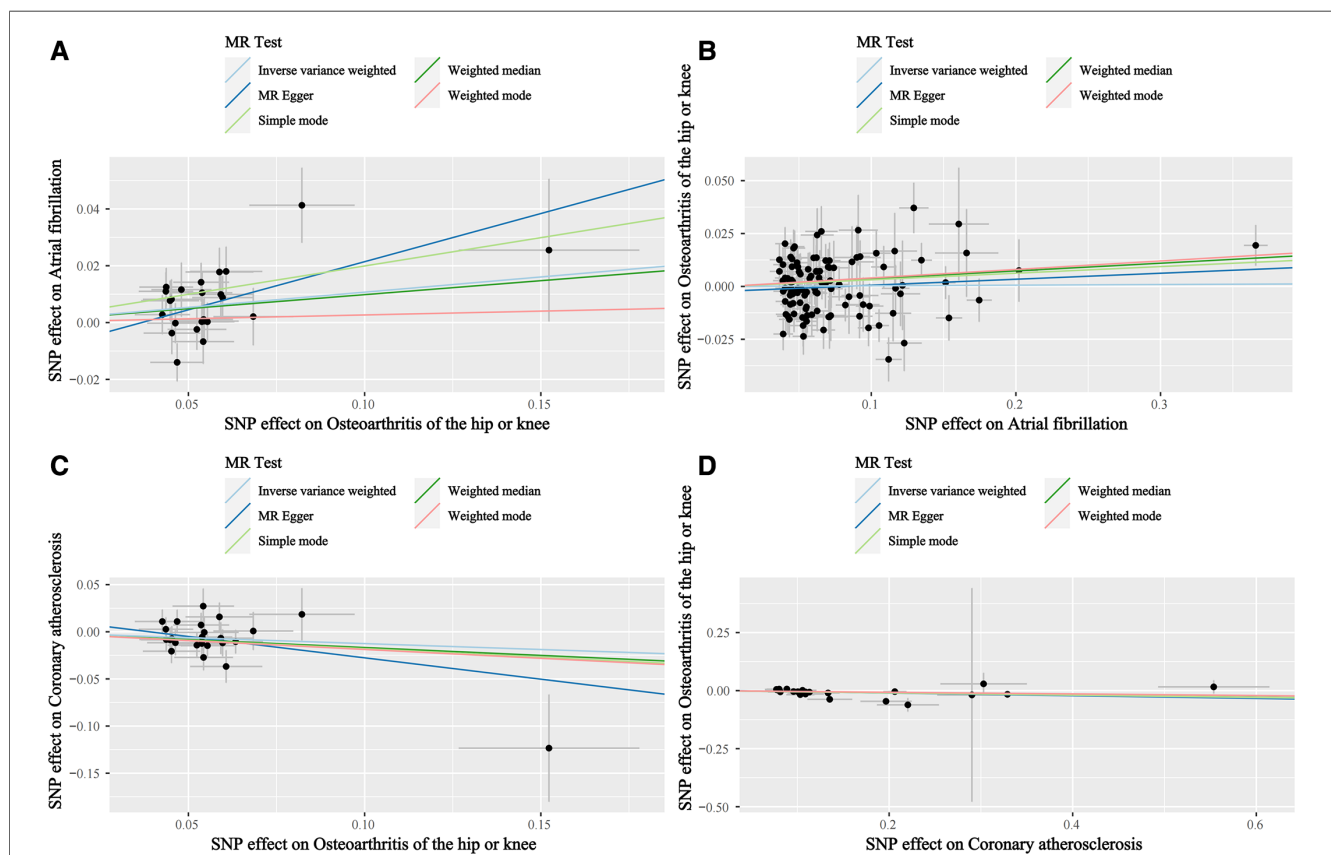 A
MR Test
Inverse variance weighted
Weighted median
MR Egger
Weighted mode
Simple mode
SNP effect on Atrial fibrillation
0.04
0.02
0.00
−0.02
0.05
0.10
0.15
SNP effect on Osteoarthritis of the hip or knee
B
MR Test
Inverse variance weighted
Weighted median
MR Egger
Weighted mode
Simple mode
SNP effect on Osteoarthritis of the hip or knee
0.050
0.025
0.000
−0.025
0.1
0.2
0.3
SNP effect on Atrial fibrillation
C
MR Test
Inverse variance weighted
Weighted median
MR Egger
Weighted mode
Simple mode
SNP effect on Coronary atherosclerosis
0.05
0.00
−0.05
−0.10
−0.15
0.05
0.10
0.15
SNP effect on Osteoarthritis of the hip or knee
D
MR Test
Inverse variance weighted
Weighted median
MR Egger
Weighted mode
Simple mode
SNP effect on Osteoarthritis of the hip or knee
0.25
0.00
−0.25
−0.50
0.2
0.4
0.6
SNP effect on Coronary atherosclerosis